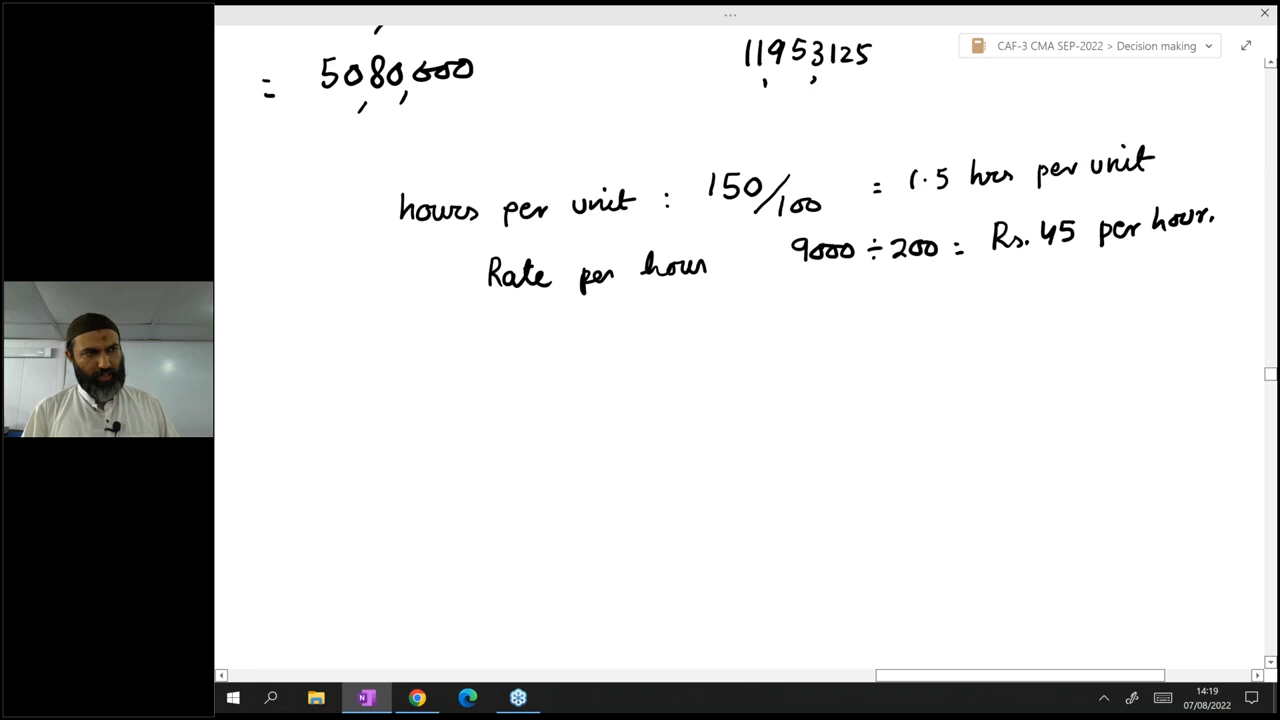 CAF-3 CMA SEP-2022 > Decision making
= 5080,000
11953125
hours per unit : 150/100 = 1.5 hrs per unit
Rate per hour 9000 ÷ 200 = Rs. 45 per hour.
14:19
07/08/2022